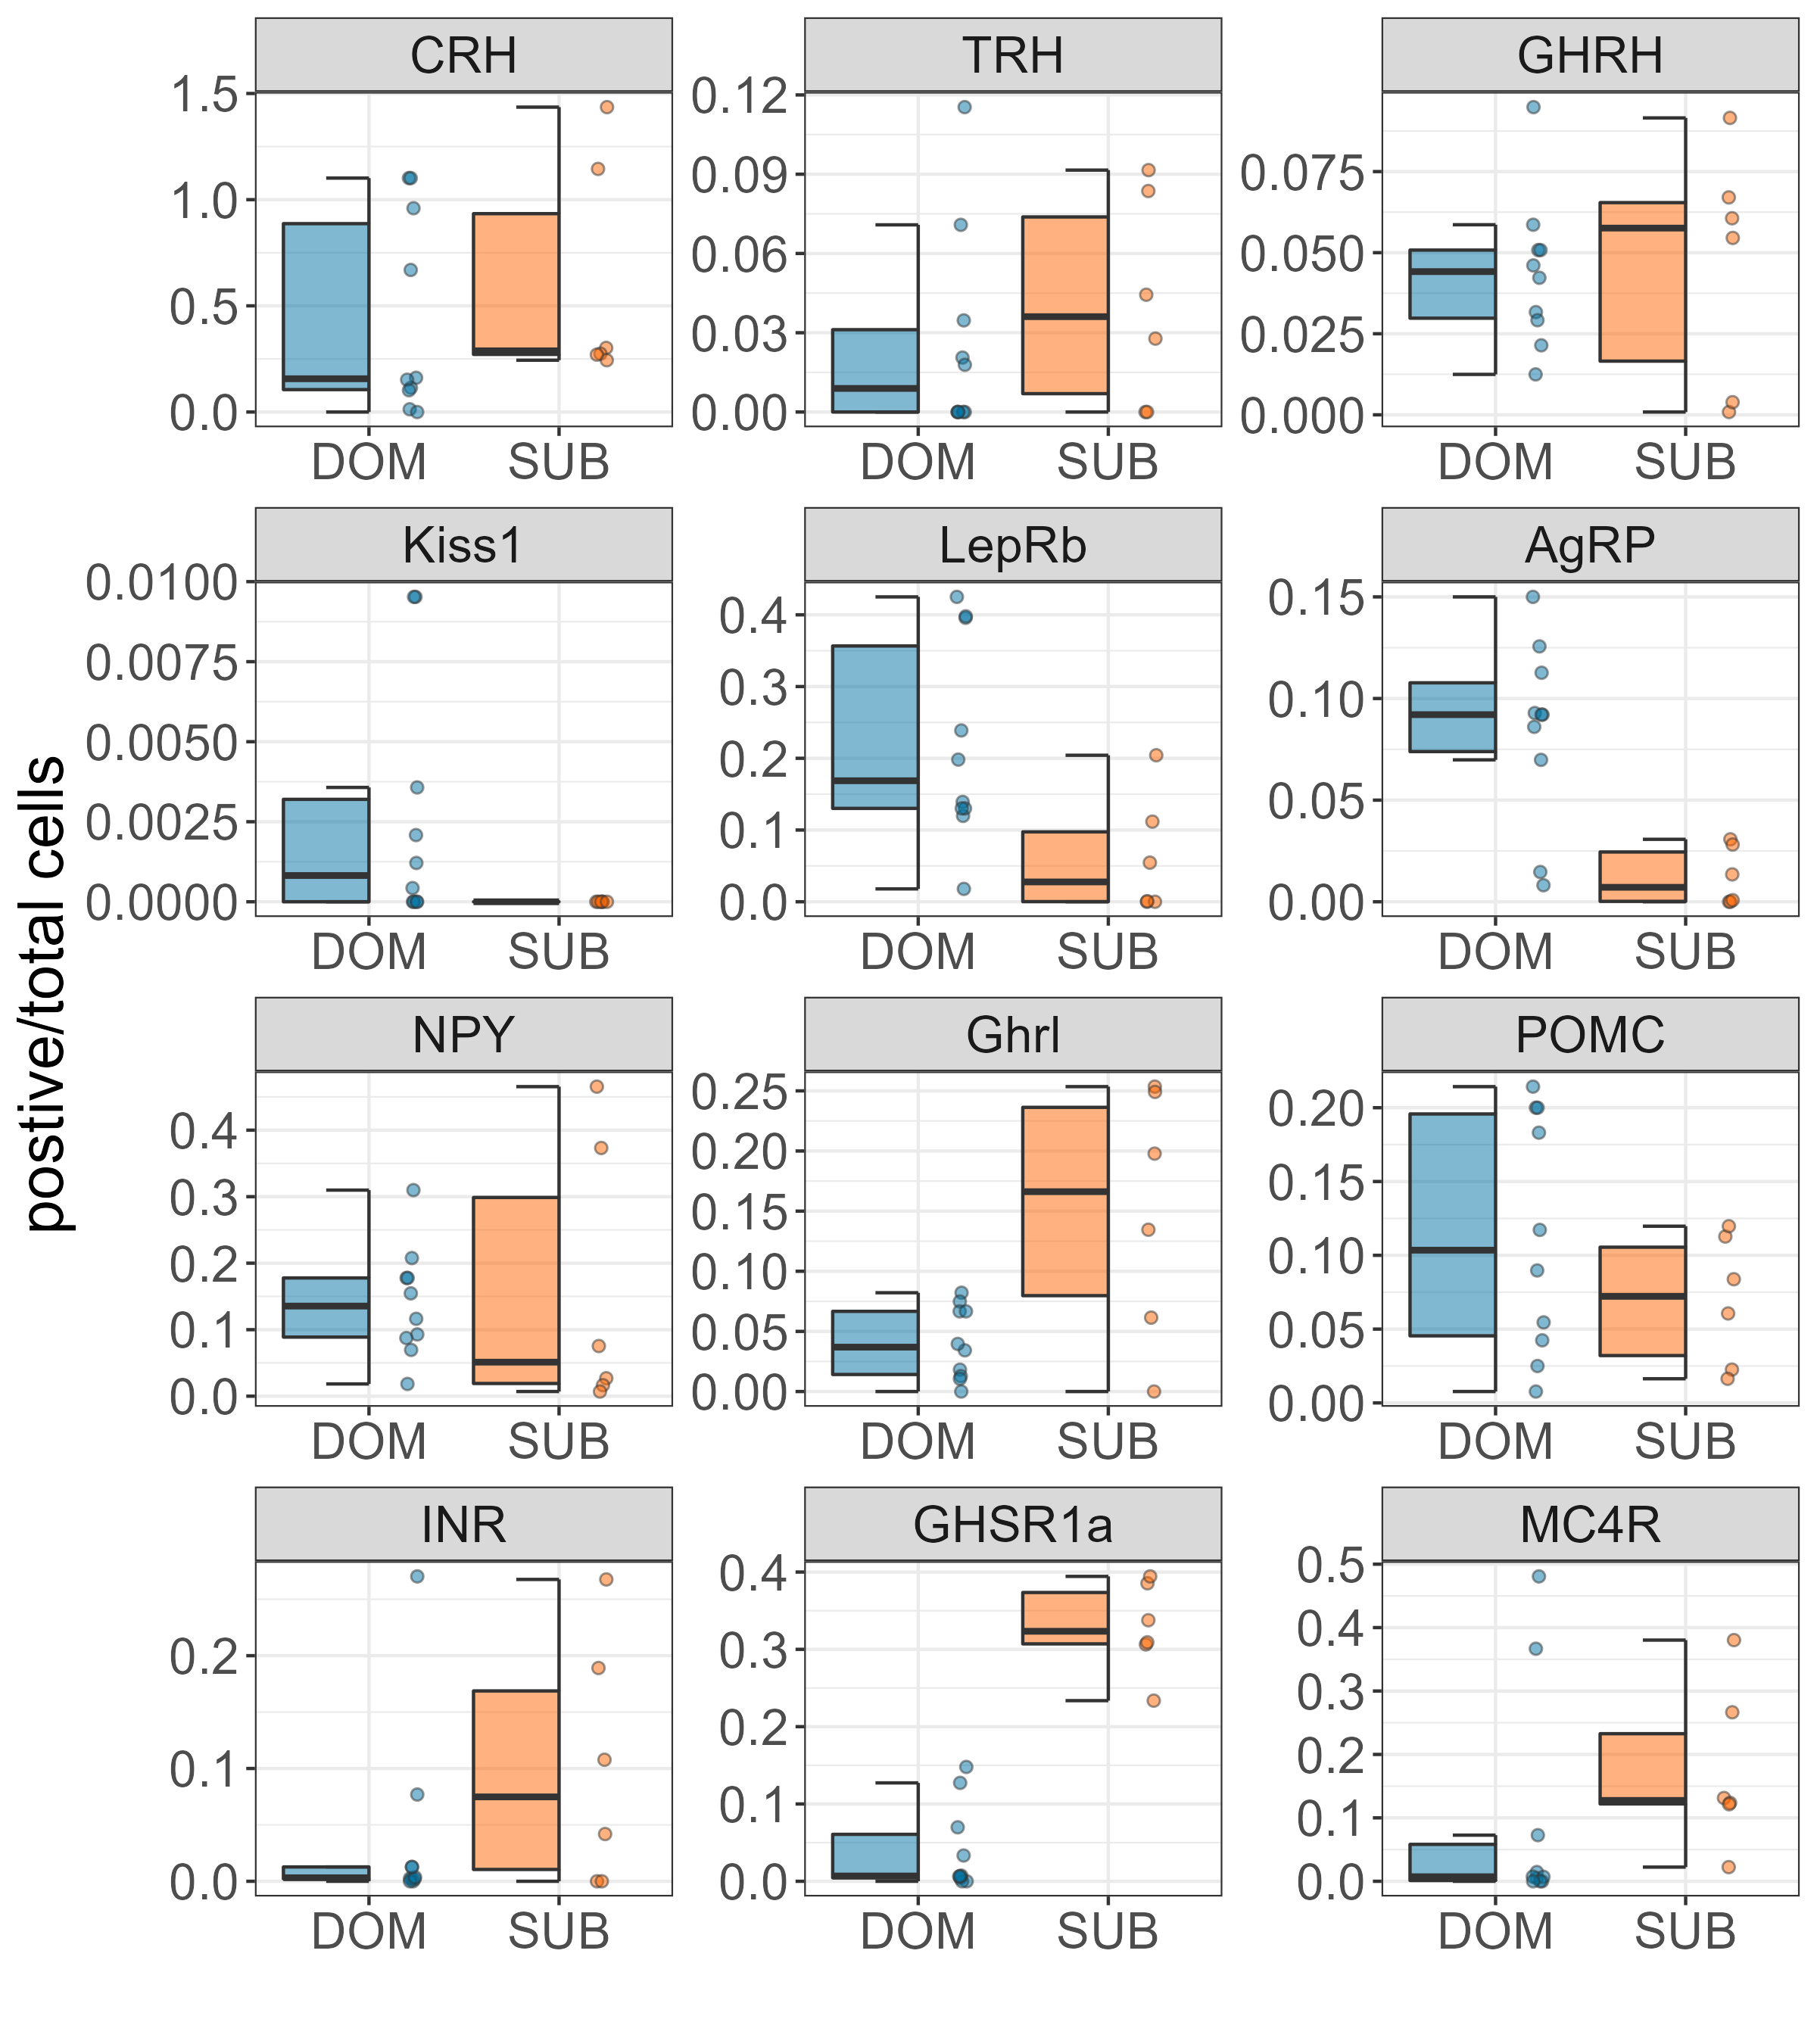 CRH TRH GHRH
1.5 0.12
0.09 0.075
1.0
0.06 0.050
0.5
0.03 0.025
0.0 0.00 0.000
DOM SUB DOM SUB DOM SUB
Kiss1 LepRb AgRP
0.0100 0.4 0.15
0.0075 0.3 0.10
0.0050 0.2
0.0025 0.1 0.05
0.0000 0.0 0.00
DOM SUB DOM SUB DOM SUB
postive/total cells
NPY Ghrl POMC
0.4 0.25 0.20
0.3 0.20 0.15
0.2 0.15 0.10
0.10
0.1 0.05 0.05
0.0 0.00 0.00
DOM SUB DOM SUB DOM SUB
INR GHSR1a MC4R
0.4 0.5
0.2 0.3 0.4
0.3
0.1 0.2 0.2
0.1 0.1
0.0 0.0 0.0
DOM SUB DOM SUB DOM SUB